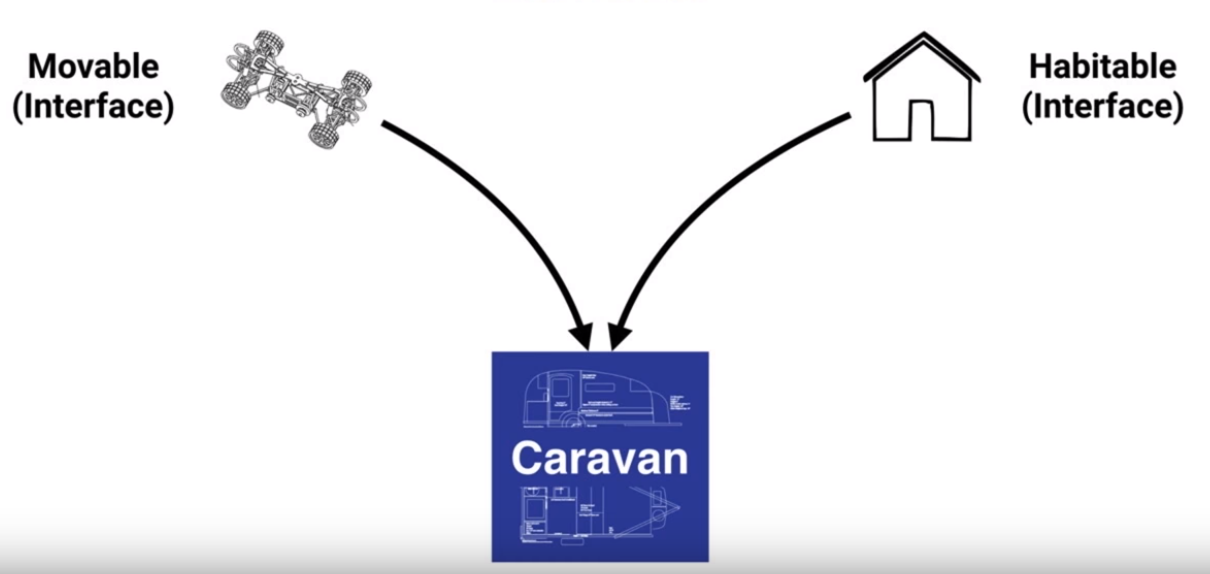 Movable
(Interface)
Habitable
(Interface)
Caravan